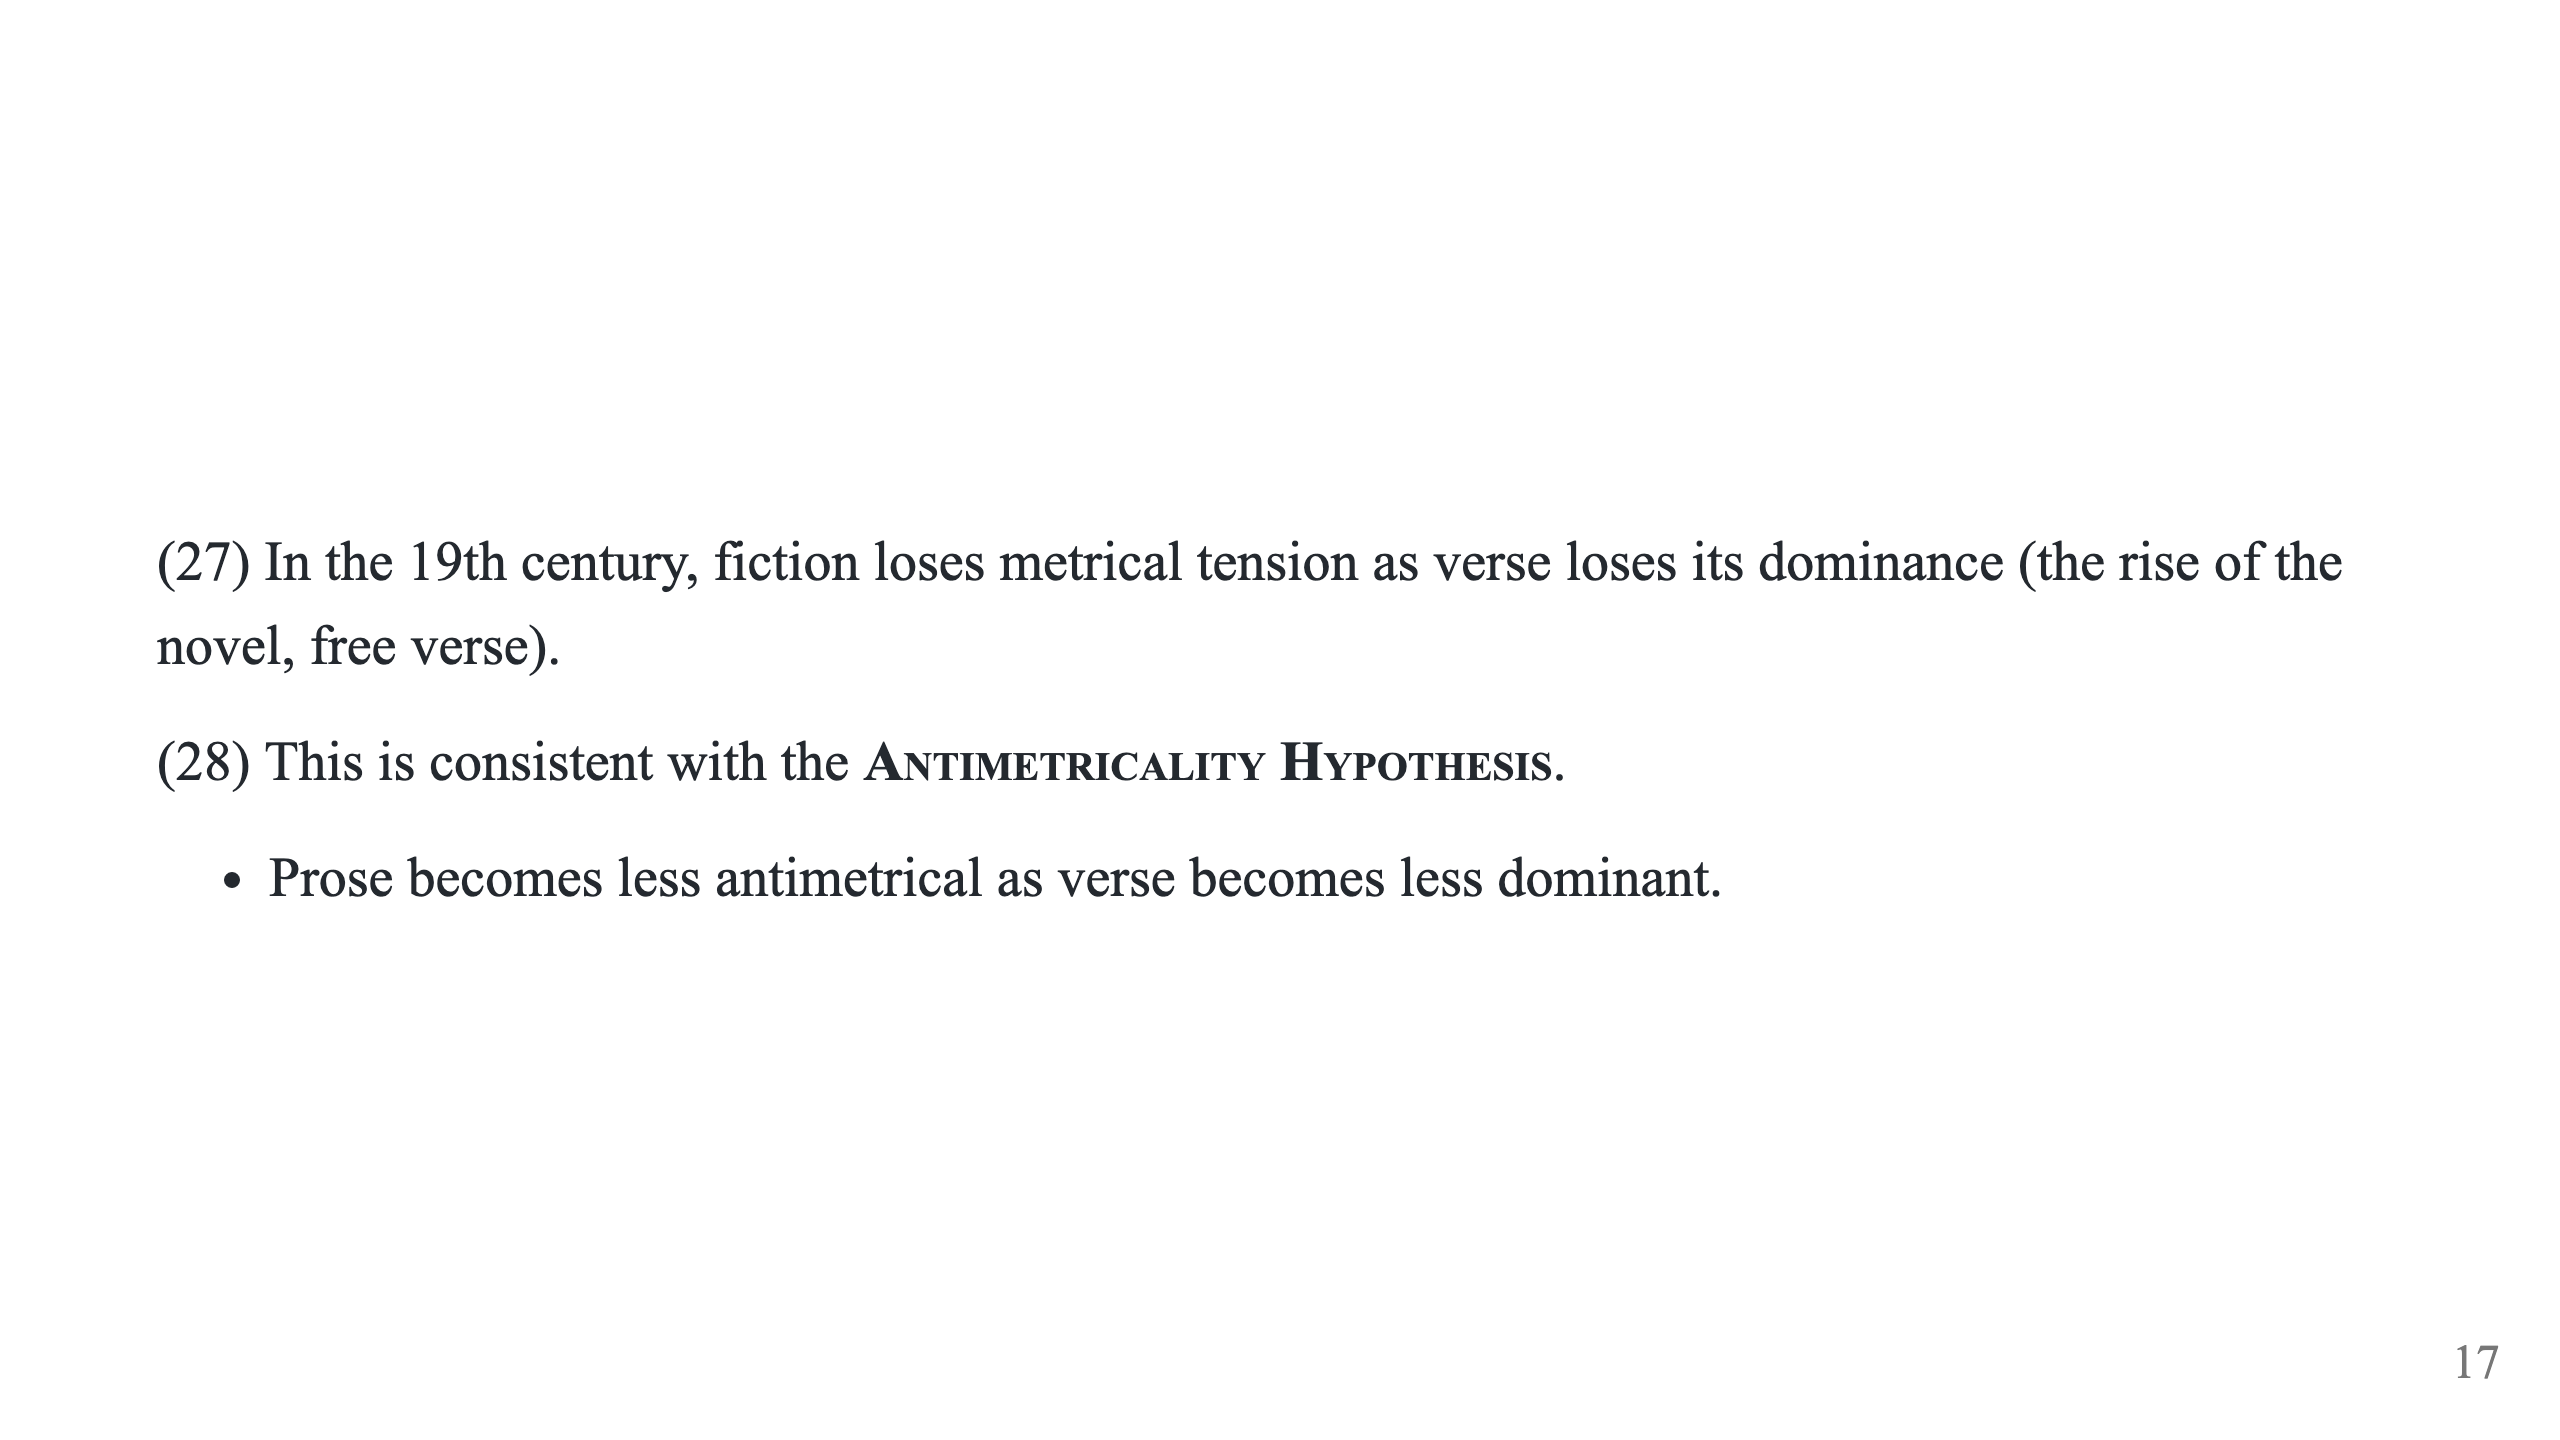 (27) In the 19th century, fiction loses metrical tension as verse loses its dominance (the rise of the
novel, free verse).
(28) This is consistent with the Antimetricality Hypothesis.
• Prose becomes less antimetrical as verse becomes less dominant.
17